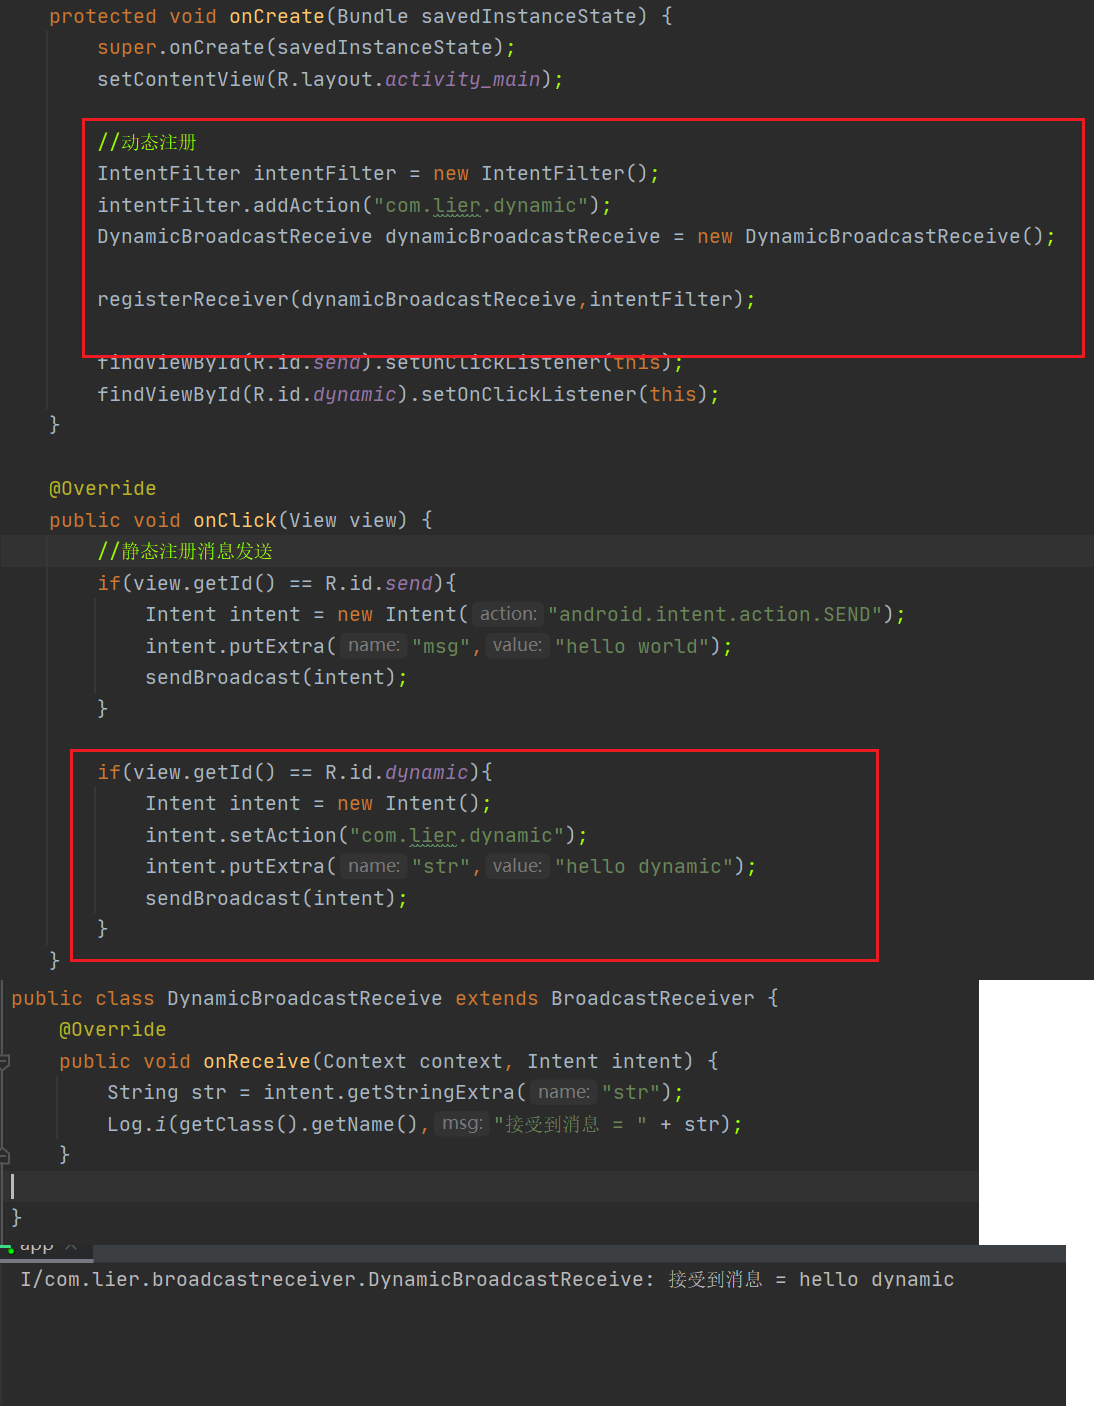 protected void onCreate(Bundle savedInstanceState) {
super.onCreate(savedInstanceState);
setContentView(R.layout.activity_main);
//动态注册
IntentFilter intentFilter = new IntentFilter();
intentFilter.addAction("com.lier.dynamic");
DynamicBroadcastReceive dynamicBroadcastReceive = new DynamicBroadcastReceive();
registerReceiver(dynamicBroadcastReceive,intentFilter);
findViewById(R.id.send).setOnClickListener(this);
findViewById(R.id.dynamic).setOnClickListener(this);
}
@Override
public void onClick(View view) {
//静态注册消息发送
if(view.getId() == R.id.send){
Intent intent = new Intent( action: "android.intent.action.SEND");
intent.putExtra( name: "msg", value: "hello world");
sendBroadcast(intent);
}
if(view.getId() == R.id.dynamic){
Intent intent = new Intent();
intent.setAction("com.lier.dynamic");
intent.putExtra( name: "str", value: "hello dynamic");
sendBroadcast(intent);
}
}
public class DynamicBroadcastReceive extends BroadcastReceiver {
@Override
public void onReceive(Context context, Intent intent) {
String str = intent.getStringExtra( name: "str");
Log.i(getClass().getName(), msg: "接受到消息 = " + str);
}
}
app ×
I/com.lier.broadcastreceiver.DynamicBroadcastReceive: 接受到消息 = hello dynamic